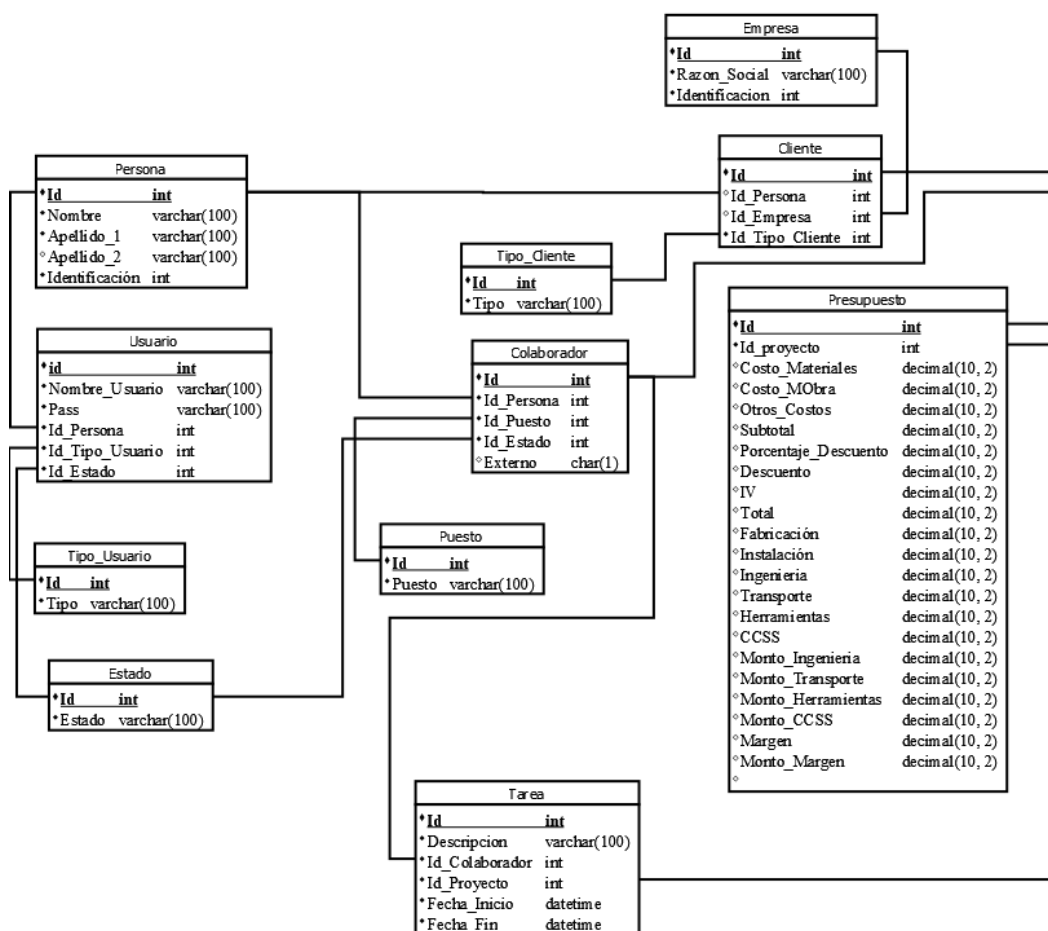 Empresa
Id int
Razon_Social varchar(100)
Identificacion int
Cliente
Id int
Id_Persona int
Id_Empresa int
Id_Tipo_Cliente int
Persona
Id int
Nombre varchar(100)
Apellido_1 varchar(100)
Apellido_2 varchar(100)
Identificación int
Tipo_Cliente
Id int
Tipo varchar(100)
Usuario
id int
Nombre_Usuario varchar(100)
Pass varchar(100)
Id_Persona int
Id_Tipo_Usuario int
Id_Estado int
Colaborador
Id int
Id_Persona int
Id_Puesto int
Id_Estado int
Externo char(1)
Presupuesto
Id int
Id_proyecto int
Costo_Materiales decimal(10, 2)
Costo_MObra decimal(10, 2)
Otros_Costos decimal(10, 2)
Subtotal decimal(10, 2)
Porcentaje_Descuento decimal(10, 2)
Descuento decimal(10, 2)
IV decimal(10, 2)
Total decimal(10, 2)
Fabricación decimal(10, 2)
Instalación decimal(10, 2)
Ingenieria decimal(10, 2)
Transporte decimal(10, 2)
Herramientas decimal(10, 2)
CCSS decimal(10, 2)
Monto_Ingenieria decimal(10, 2)
Monto_Transporte decimal(10, 2)
Monto_Herramientas decimal(10, 2)
Monto_CCSS decimal(10, 2)
Margen decimal(10, 2)
Monto_Margen decimal(10, 2)
Tipo_Usuario
Id int
Tipo varchar(100)
Puesto
Id int
Puesto varchar(100)
Estado
Id int
Estado varchar(100)
Tarea
Id int
Descripcion varchar(100)
Id_Colaborador int
Id_Proyecto int
Fecha_Inicio datetime
Fecha_Fin datetime